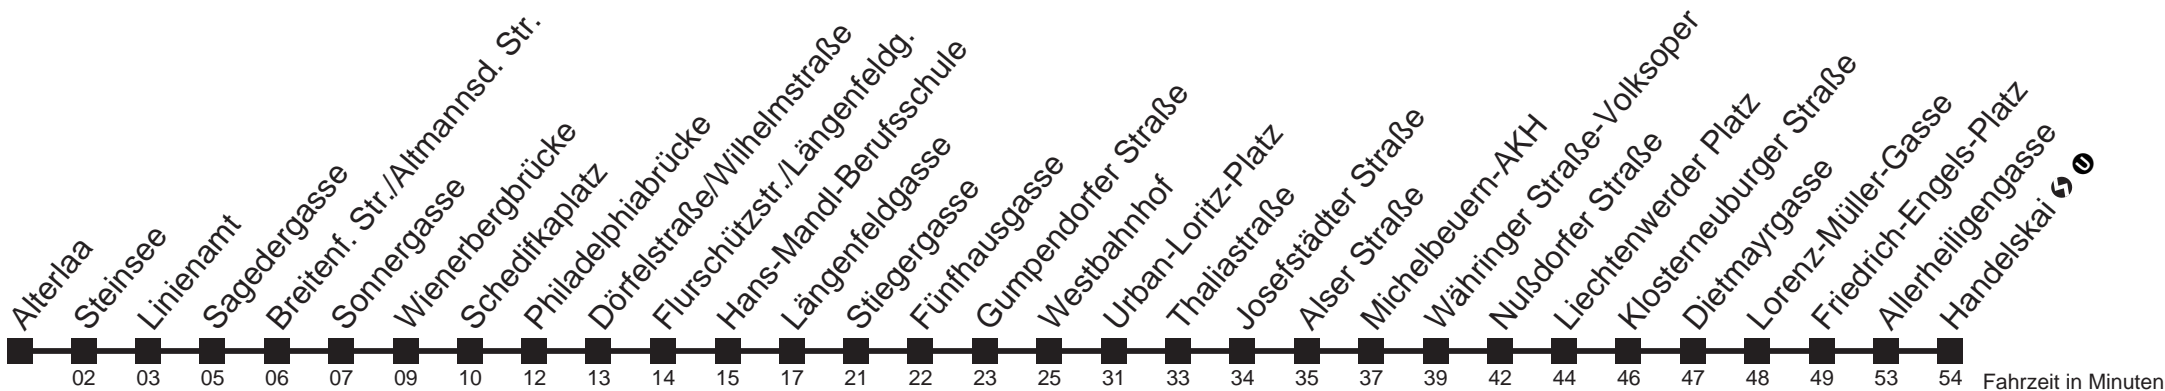 Alterlaa
Steinsee
Linienamt
Sagedergasse
Breitenf. Str./Altmannsd. Str.
Sonnergasse
Wienerbergbrücke
Schedifkaplatz
Philadelphiabrücke
Dörfelstraße/Wilhelmstraße
Flurschützstr./Längenfeldg.
Hans-Mandl-Berufsschule
Längenfeldgasse
Stiegergasse
Fünfhausgasse
Gumpendorfer Straße
Westbahnhof
Urban-Loritz-Platz
Thaliastraße
Josefstädter Straße
Alser Straße
Michelbeuern-AKH
Währinger Straße-Volksoper
Nußdorfer Straße
Liechtenwerder Platz
Klosterneuburger Straße
Dietmayrgasse
Lorenz-Müller-Gasse
Friedrich-Engels-Platz
Allerheiligengasse
Handelskai S U
02 03 05 06 07 09 10 12 13 14 15 17 21 22 23 25 31 33 34 35 37 39 42 44 46 47 48 49 53 54 Fahrzeit in Minuten